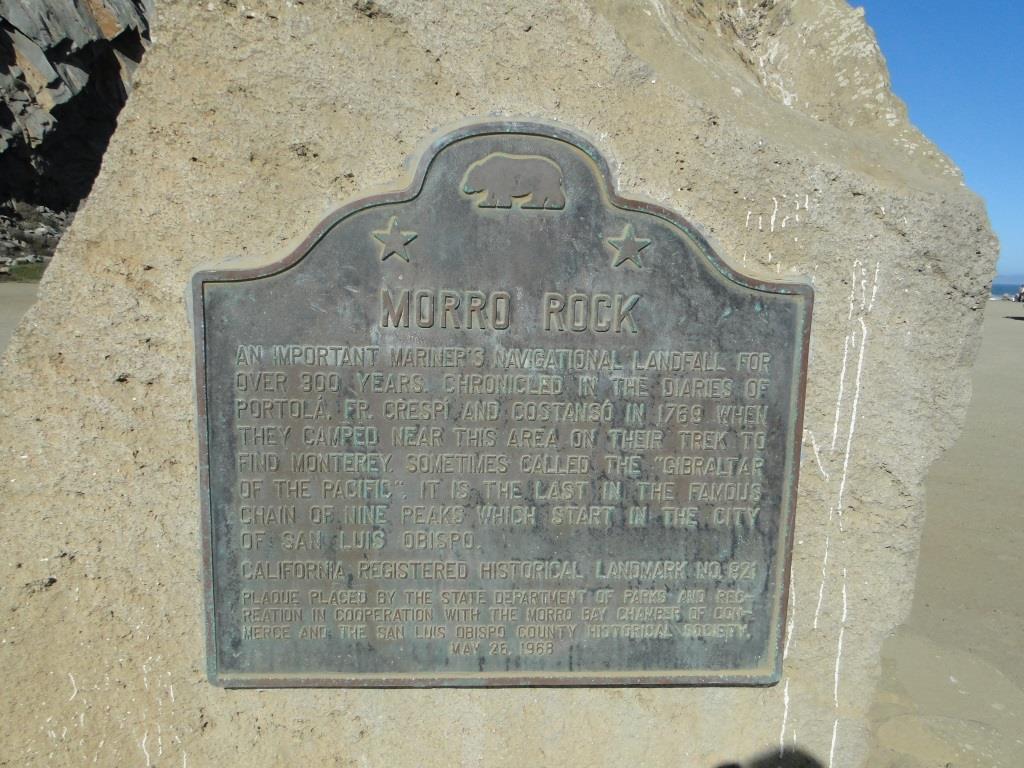 MORRO ROCK
AN IMPORTANT MARINER'S NAVIGATIONAL LANDFALL FOR
OVER 300 YEARS. CHRONICLED IN THE DIARIES OF
PORTOLÁ, FR. CRESPÍ AND COSTANSÓ IN 1769 WHEN
THEY CAMPED NEAR THIS AREA ON THEIR TREK TO
FIND MONTEREY. SOMETIMES CALLED THE "GIBRALTAR
OF THE PACIFIC". IT IS THE LAST IN THE FAMOUS
CHAIN OF NINE PEAKS WHICH START IN THE CITY
OF SAN LUIS OBISPO.
CALIFORNIA REGISTERED HISTORICAL LANDMARK NO. 821
PLAQUE PLACED BY THE STATE DEPARTMENT OF PARKS AND REC-
REATION IN COOPERATION WITH THE MORRO BAY CHAMBER OF COM-
MERCE AND THE SAN LUIS OBISPO COUNTY HISTORICAL SOCIETY,
MAY 26, 1968